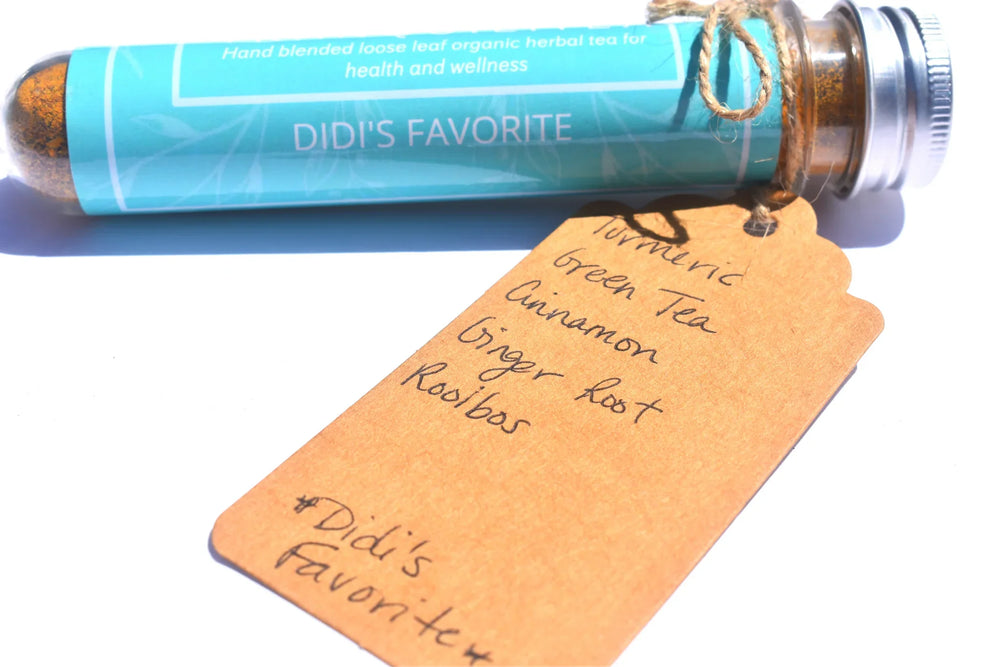 Hand blended loose leaf organic herbal tea for
health and wellness
DIDI'S FAVORITE
Turmeric
Green Tea
Cinnamon
Ginger Root
Rooibos
*Didi's
Favorite*